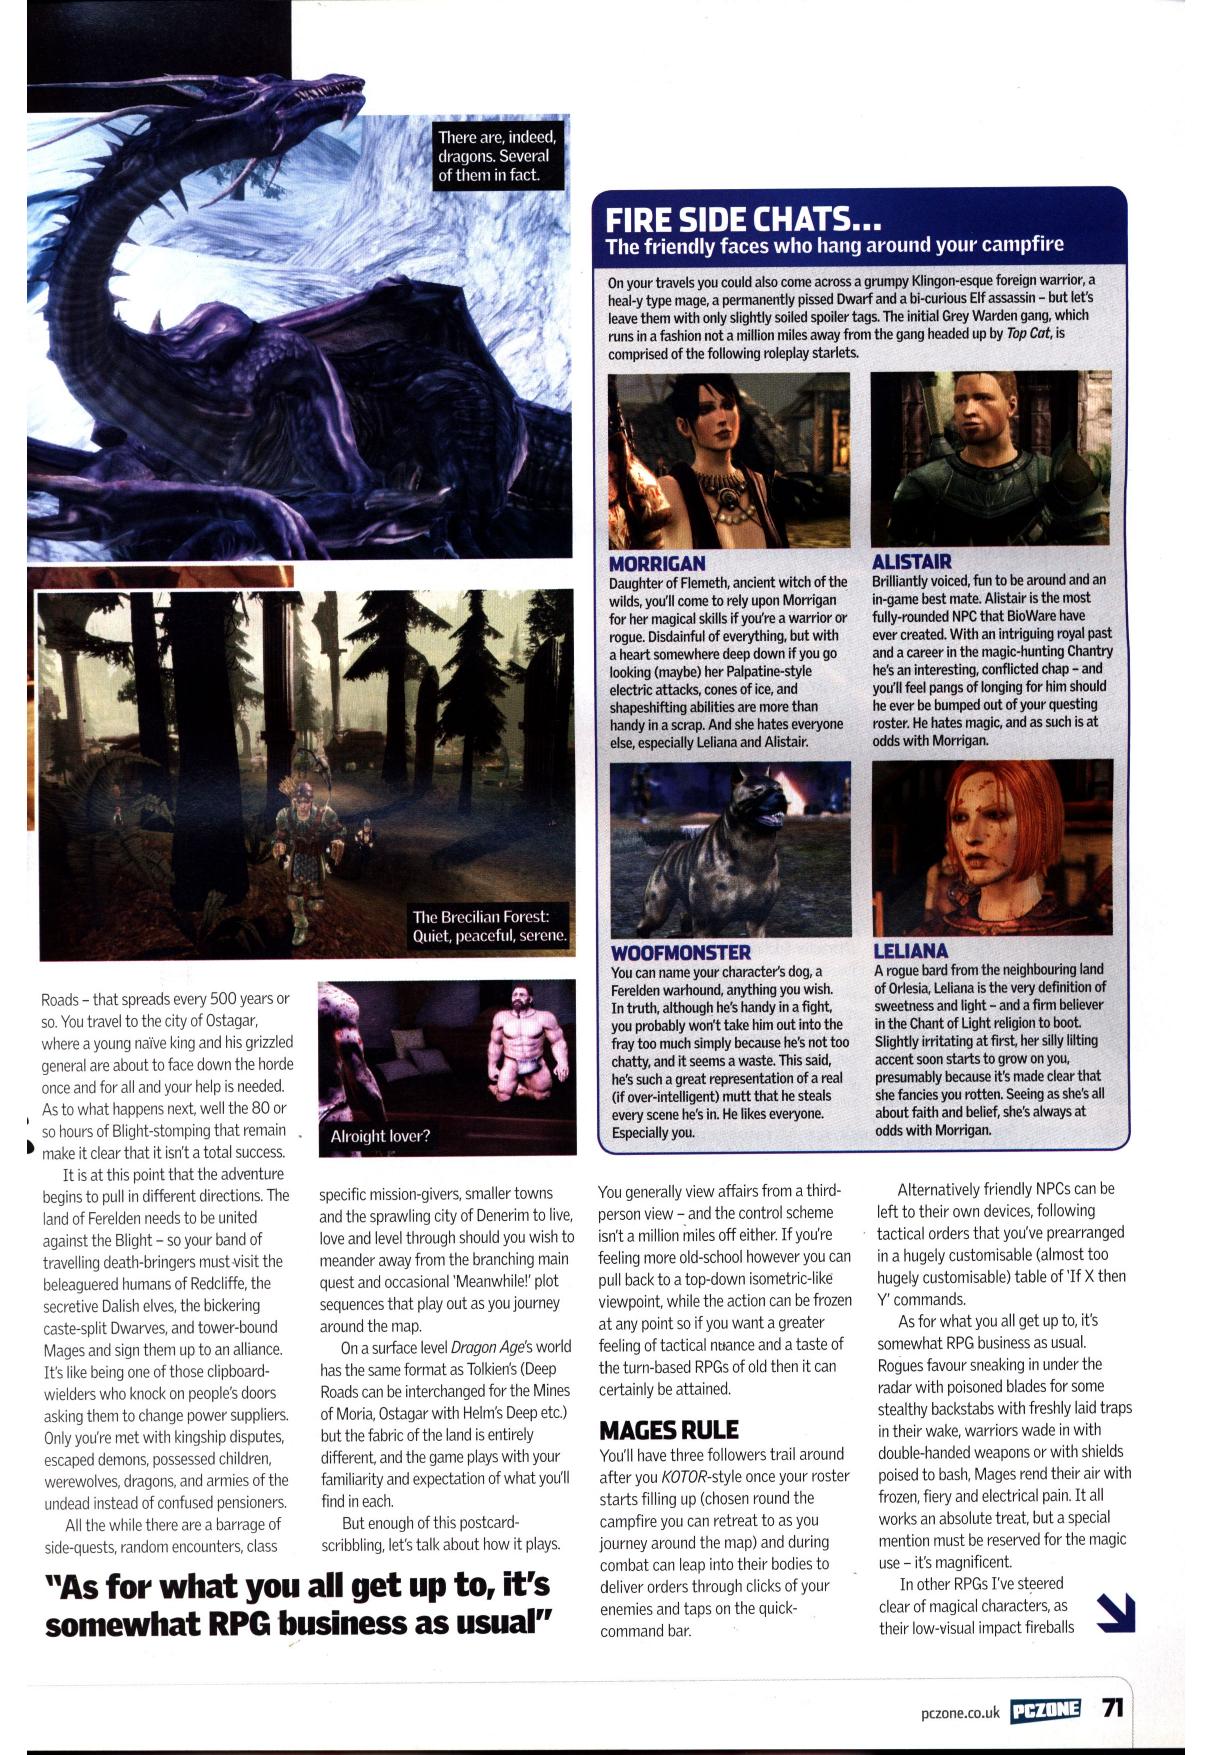 There are, indeed,
dragons. Several
of them in fact.
FIRE SIDE CHATS...
The friendly faces who hang around your campfire
On your travels you could also come across a grumpy Klingon-esque foreign warrior, a
heal-y type mage, a permanently pissed Dwarf and a bi-curious Elf assassin – but let's
leave them with only slightly soiled spoiler tags. The initial Grey Warden gang, which
runs in a fashion not a million miles away from the gang headed up by Top Cat, is
comprised of the following roleplay starlets.
MORRIGAN
Daughter of Flemeth, ancient witch of the
wilds, you'll come to rely upon Morrigan
for her magical skills if you're a warrior or
rogue. Disdainful of everything, but with
a heart somewhere deep down if you go
looking (maybe) her Palpatine-style
electric attacks, cones of ice, and
shapeshifting abilities are more than
handy in a scrap. And she hates everyone
else, especially Leliana and Alistair.
ALISTAIR
Brilliantly voiced, fun to be around and an
in-game best mate. Alistair is the most
fully-rounded NPC that BioWare have
ever created. With an intriguing royal past
and a career in the magic-hunting Chantry
he's an interesting, conflicted chap – and
you'll feel pangs of longing for him should
he ever be bumped out of your questing
roster. He hates magic, and as such is at
odds with Morrigan.
WOOFMONSTER
You can name your character's dog, a
Ferelden warhound, anything you wish.
In truth, although he's handy in a fight,
you probably won't take him out into the
fray too much simply because he's not too
chatty, and it seems a waste. This said,
he's such a great representation of a real
(if over-intelligent) mutt that he steals
every scene he's in. He likes everyone.
Especially you.
LELIANA
A rogue bard from the neighbouring land
of Orlesia, Leliana is the very definition of
sweetness and light – and a firm believer
in the Chant of Light religion to boot.
Slightly irritating at first, her silly lilting
accent soon starts to grow on you,
presumably because it's made clear that
she fancies you rotten. Seeing as she's all
about faith and belief, she's always at
odds with Morrigan.
The Brecilian Forest:
Quiet, peaceful, serene.
Alroight lover?
Roads – that spreads every 500 years or
so. You travel to the city of Ostagar,
where a young naïve king and his grizzled
general are about to face down the horde
once and for all and your help is needed.
As to what happens next, well the 80 or
so hours of Blight-stomping that remain
make it clear that it isn't a total success.
It is at this point that the adventure
begins to pull in different directions. The
land of Ferelden needs to be united
against the Blight – so your band of
travelling death-bringers must visit the
beleaguered humans of Redcliffe, the
secretive Dalish elves, the bickering
caste-split Dwarves, and tower-bound
Mages and sign them up to an alliance.
It's like being one of those clipboard-
wielders who knock on people's doors
asking them to change power suppliers.
Only you're met with kingship disputes,
escaped demons, possessed children,
werewolves, dragons, and armies of the
undead instead of confused pensioners.
All the while there are a barrage of
side-quests, random encounters, class
specific mission-givers, smaller towns
and the sprawling city of Denerim to live,
love and level through should you wish to
meander away from the branching main
quest and occasional 'Meanwhile!' plot
sequences that play out as you journey
around the map.
On a surface level Dragon Age's world
has the same format as Tolkien's (Deep
Roads can be interchanged for the Mines
of Moria, Ostagar with Helm's Deep etc.)
but the fabric of the land is entirely
different, and the game plays with your
familiarity and expectation of what you'll
find in each.
But enough of this postcard-
scribbling, let's talk about how it plays.
"As for what you all get up to, it's
somewhat RPG business as usual"
You generally view affairs from a third-
person view – and the control scheme
isn't a million miles off either. If you're
feeling more old-school however you can
pull back to a top-down isometric-like
viewpoint, while the action can be frozen
at any point so if you want a greater
feeling of tactical nuance and a taste of
the turn-based RPGs of old then it can
certainly be attained.
MAGES RULE
You'll have three followers trail around
after you KOTOR-style once your roster
starts filling up (chosen round the
campfire you can retreat to as you
journey around the map) and during
combat can leap into their bodies to
deliver orders through clicks of your
enemies and taps on the quick-
command bar.
Alternatively friendly NPCs can be
left to their own devices, following
tactical orders that you've prearranged
in a hugely customisable (almost too
hugely customisable) table of 'If X then
Y' commands.
As for what you all get up to, it's
somewhat RPG business as usual.
Rogues favour sneaking in under the
radar with poisoned blades for some
stealthy backstabs with freshly laid traps
in their wake, warriors wade in with
double-handed weapons or with shields
poised to bash, Mages rend their air with
frozen, fiery and electrical pain. It all
works an absolute treat, but a special
mention must be reserved for the magic
use – it's magnificent.
In other RPGs I've steered
clear of magical characters, as
their low-visual impact fireballs
pczone.co.uk PCZONE 71